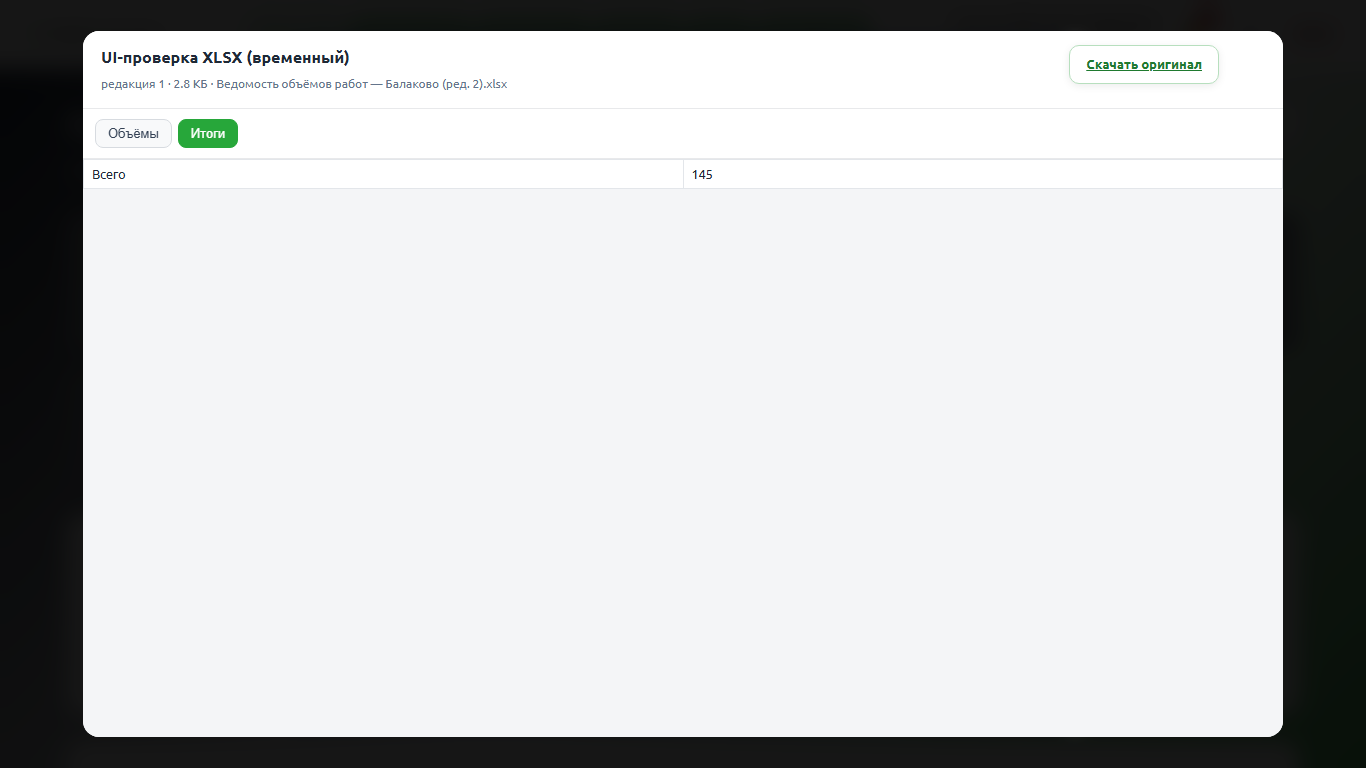 UI-проверка XLSX (временный)
Скачать оригинал
редакция 1 · 2.8 КБ · Ведомость объёмов работ — Балаково (ред. 2).xlsx
Объёмы Итоги
Всего 145